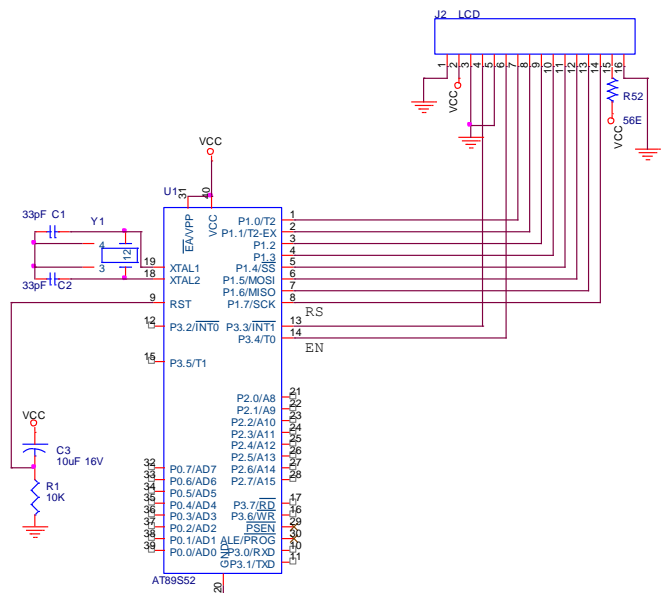 J2 LCD
1 2 3 4 5 6 7 8 9 10 11 12 13 14 15 16
VCC
R52
56E
VCC
VCC
U1
31
40
EA/VPP
VCC
33pF C1
Y1
4
12
3
33pF C2
19 XTAL1
18 XTAL2
9 RST
12 P3.2/INT0
15 P3.5/T1
P1.0/T2 1
P1.1/T2-EX 2
P1.2 3
P1.3 4
P1.4/SS 5
P1.5/MOSI 6
P1.6/MISO 7
P1.7/SCK 8
P3.3/INT1 13
RS
P3.4/T0 14
EN
P2.0/A8 21
P2.1/A9 22
P2.2/A10 23
P2.3/A11 24
P2.4/A12 25
P2.5/A13 26
P2.6/A14 27
P2.7/A15 28
VCC
C3
10uF 16V
R1
10K
32 P0.7/AD7
33 P0.6/AD6
34 P0.5/AD5
35 P0.4/AD4
36 P0.3/AD3
37 P0.2/AD2
38 P0.1/AD1
39 P0.0/AD0
P3.7/RD 17
P3.6/WR 16
PSEN 29
ALE/PROG 30
P3.0/RXD 10
P3.1/TXD 11
GND
AT89S52
20